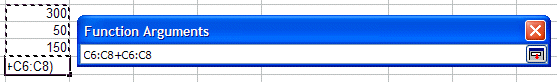 300
Function Arguments
50
C6:C8+C6:C8
150
+C6:C8)